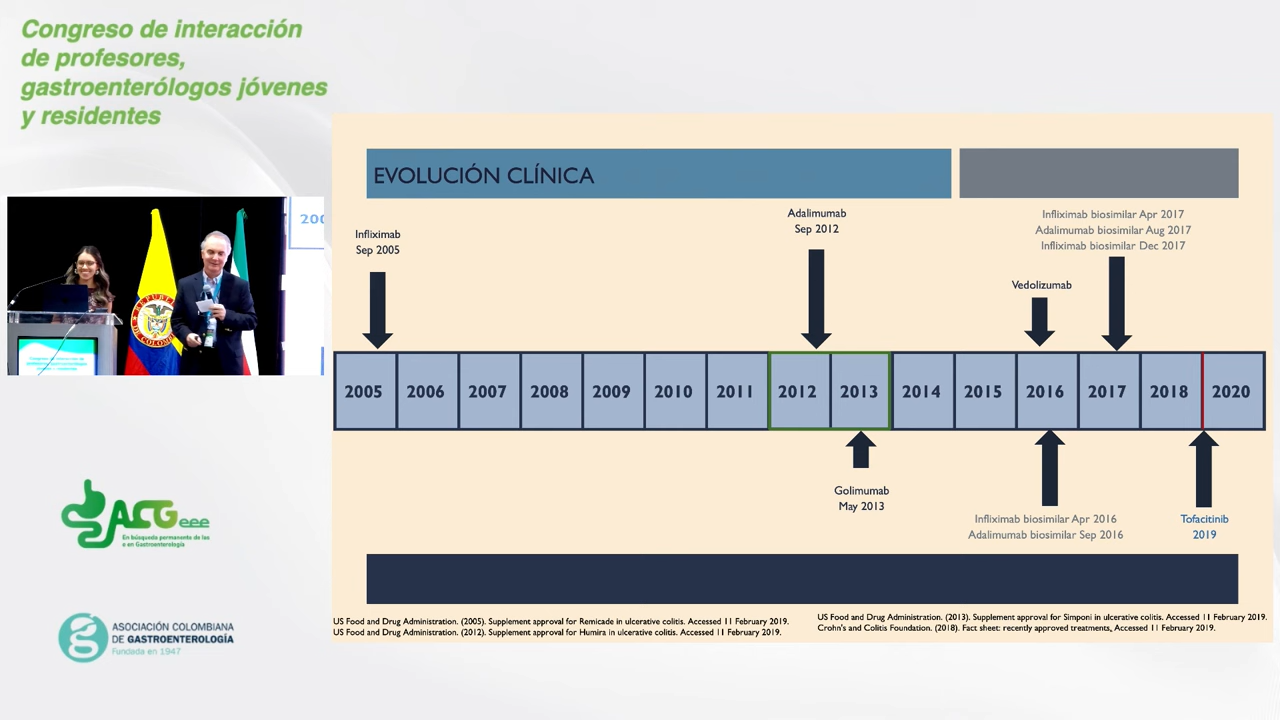 Congreso de interacción
de profesores,
gastroenterólogos jóvenes
y residentes
EVOLUCIÓN CLÍNICA
Infliximab
Sep 2005
Adalimumab
Sep 2012
Infliximab biosimilar Apr 2017
Adalimumab biosimilar Aug 2017
Infliximab biosimilar Dec 2017
Vedolizumab
200
2005 2006 2007 2008 2009 2010 2011 2012 2013 2014 2015 2016 2017 2018 2020
Golimumab
May 2013
Infliximab biosimilar Apr 2016
Adalimumab biosimilar Sep 2016
Tofacitinib
2019
US Food and Drug Administration. (2005). Supplement approval for Remicade in ulcerative colitis. Accessed 11 February 2019.
US Food and Drug Administration. (2012). Supplement approval for Humira in ulcerative colitis. Accessed 11 February 2019.
US Food and Drug Administration. (2013). Supplement approval for Simponi in ulcerative colitis. Accessed 11 February 2019.
Crohn's and Colitis Foundation. (2018). Fact sheet: recently approved treatments, Accessed 11 February 2019.
ACGeee
En búsqueda permanente de las
e en Gastroenterología
ASOCIACIÓN COLOMBIANA
DE GASTROENTEROLOGÍA
Fundada en 1947